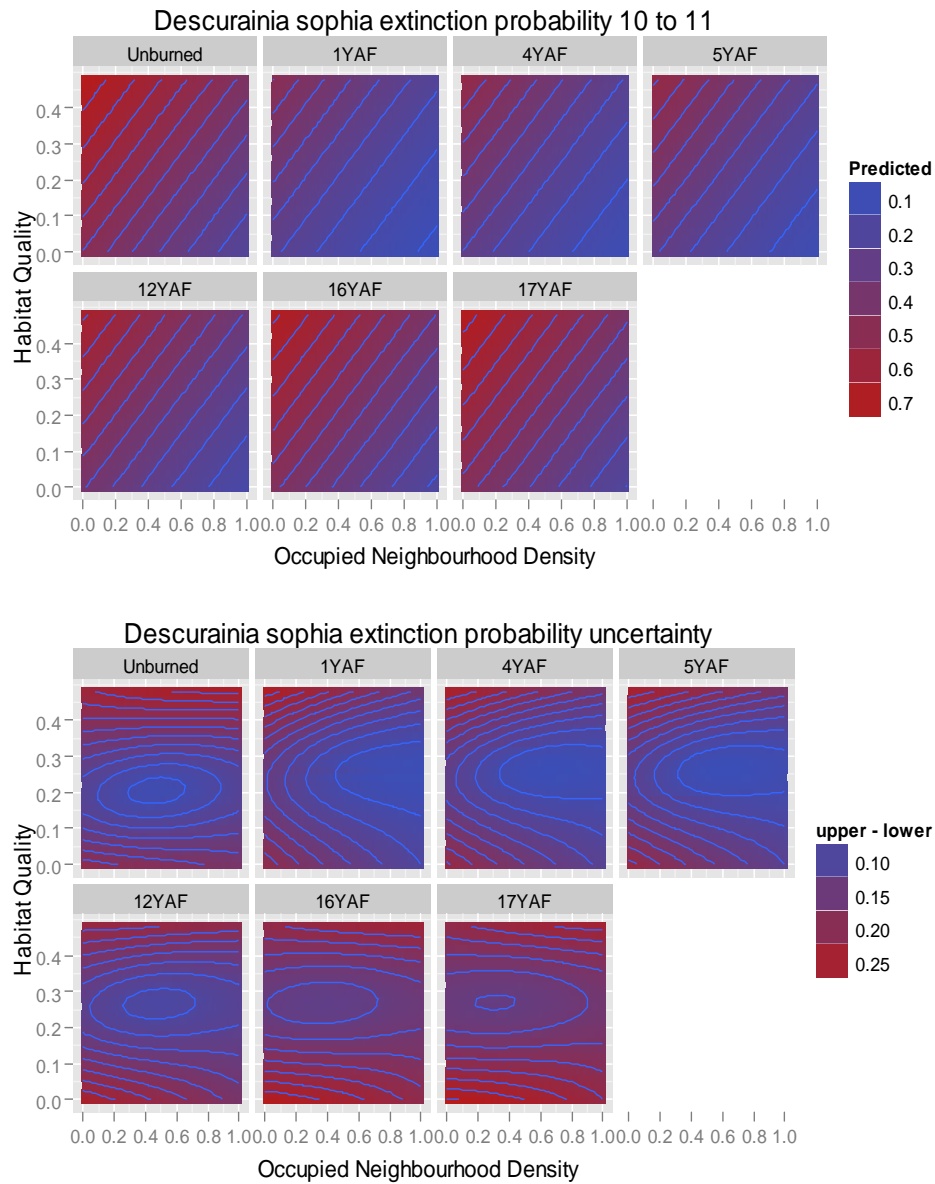 Descurainia sophia extinction probability 10 to 11
Unburned 1YAF 4YAF 5YAF
0.4
0.3
0.2
0.1
0.0
12YAF 16YAF 17YAF
0.4
0.3
0.2
0.1
0.0
Habitat Quality
0.0 0.2 0.4 0.6 0.8 1.0 0.0 0.2 0.4 0.6 0.8 1.0 0.0 0.2 0.4 0.6 0.8 1.0 0.0 0.2 0.4 0.6 0.8 1.0
Occupied Neighbourhood Density
Predicted
0.1
0.2
0.3
0.4
0.5
0.6
0.7
Descurainia sophia extinction probability uncertainty
Unburned 1YAF 4YAF 5YAF
0.4
0.3
0.2
0.1
0.0
12YAF 16YAF 17YAF
0.4
0.3
0.2
0.1
0.0
Habitat Quality
0.0 0.2 0.4 0.6 0.8 1.0 0.0 0.2 0.4 0.6 0.8 1.0 0.0 0.2 0.4 0.6 0.8 1.0 0.0 0.2 0.4 0.6 0.8 1.0
Occupied Neighbourhood Density
upper - lower
0.10
0.15
0.20
0.25